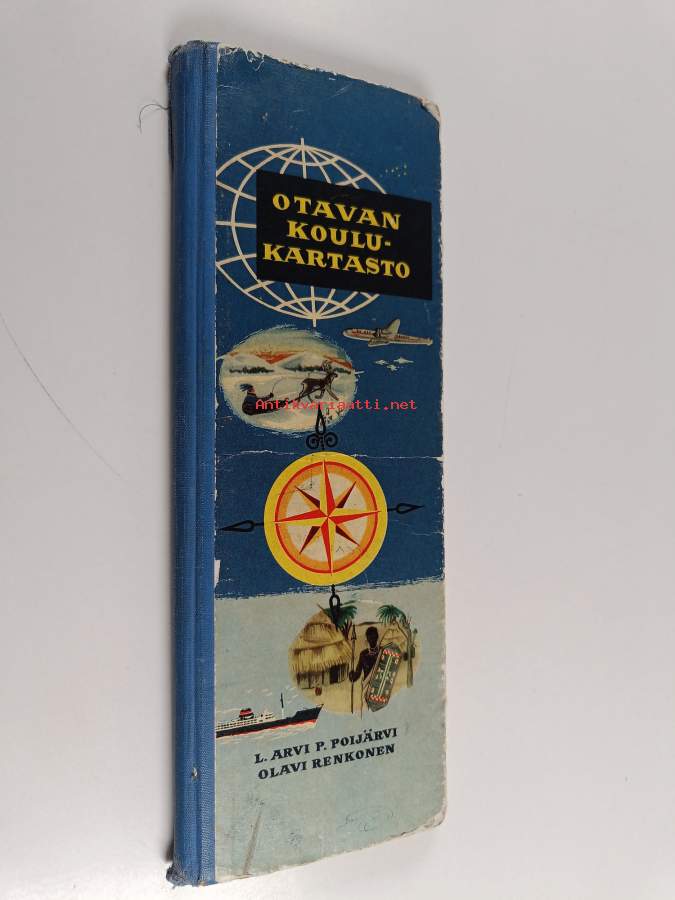 OTAVAN
KOULU-
KARTASTO
Antikvariaatti.net
L. ARVI P. POIJÄRVI
OLAVI RENKONEN